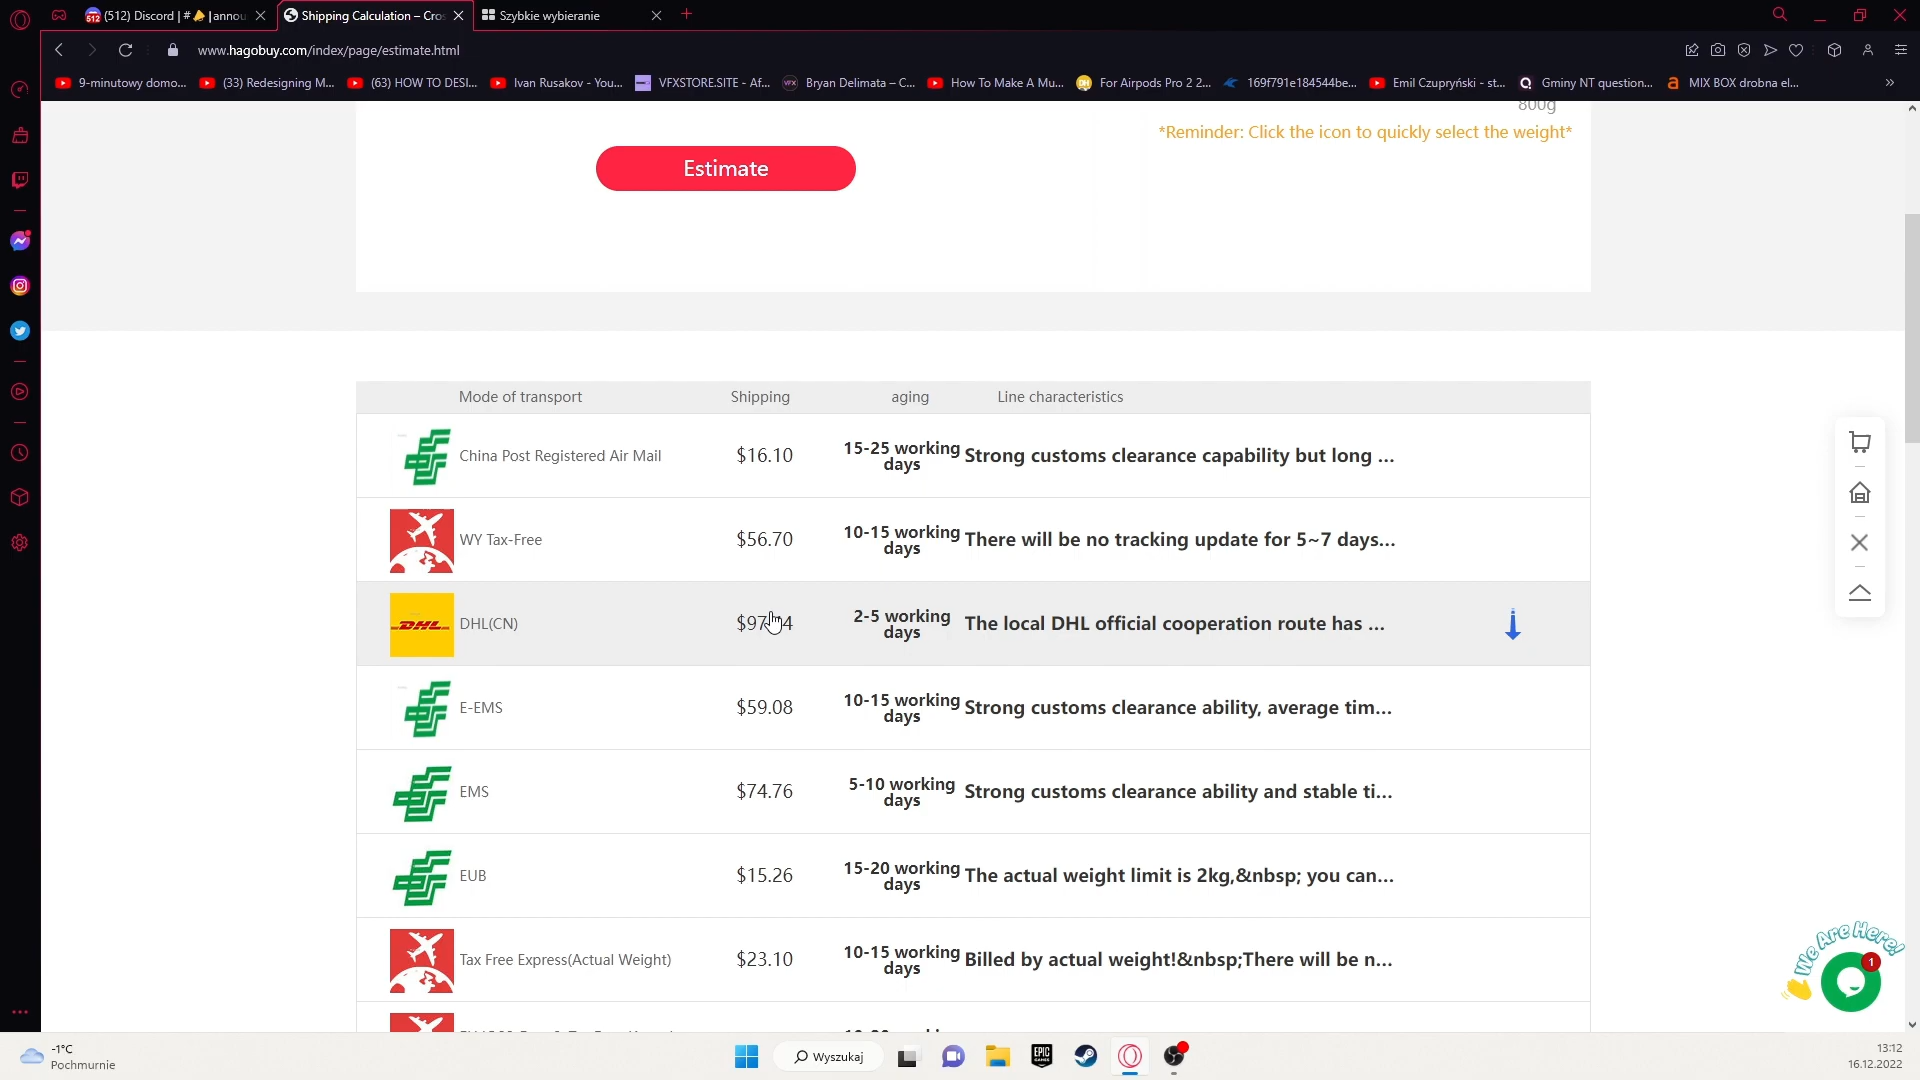 (512) Discord | # | annou
Shipping Calculation – Cros
Szybkie wybieranie
www.hagobuy.com/index/page/estimate.html
9-minutowy domo...
(33) Redesigning M...
(63) HOW TO DESI...
Ivan Rusakov - You...
VFXSTORE.SITE - Af...
Bryan Delimata – C...
How To Make A Mu...
For Airpods Pro 2 2...
169f791e184544be...
Emil Czupryński - st...
Gminy NT question...
MIX BOX drobna el...
800g
*Reminder: Click the icon to quickly select the weight*
Estimate
Mode of transport Shipping aging Line characteristics
China Post Registered Air Mail $16.10 15-25 working days Strong customs clearance capability but long ...
WY Tax-Free $56.70 10-15 working days There will be no tracking update for 5~7 days...
DHL
DHL(CN) 2-5 working days The local DHL official cooperation route has ...
E-EMS $59.08 10-15 working days Strong customs clearance ability, average tim...
EMS $74.76 5-10 working days Strong customs clearance ability and stable ti...
EUB $15.26 15-20 working days The actual weight limit is 2kg,&nbsp; you can...
Tax Free Express(Actual Weight) $23.10 10-15 working days Billed by actual weight!&nbsp;There will be n...
We Are Here!
1
-1°C
Pochmurnie
Wyszukaj
EPIC GAMES
13:12
16.12.2022